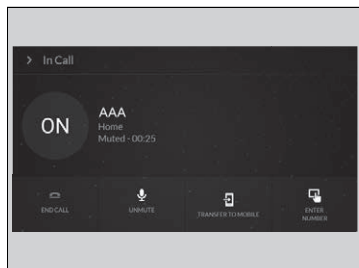 In Call
ON
AAA
Home
Muted - 00:25
END CALL
UNMUTE
TRANSFER TO MOBILE
ENTER
NUMBER